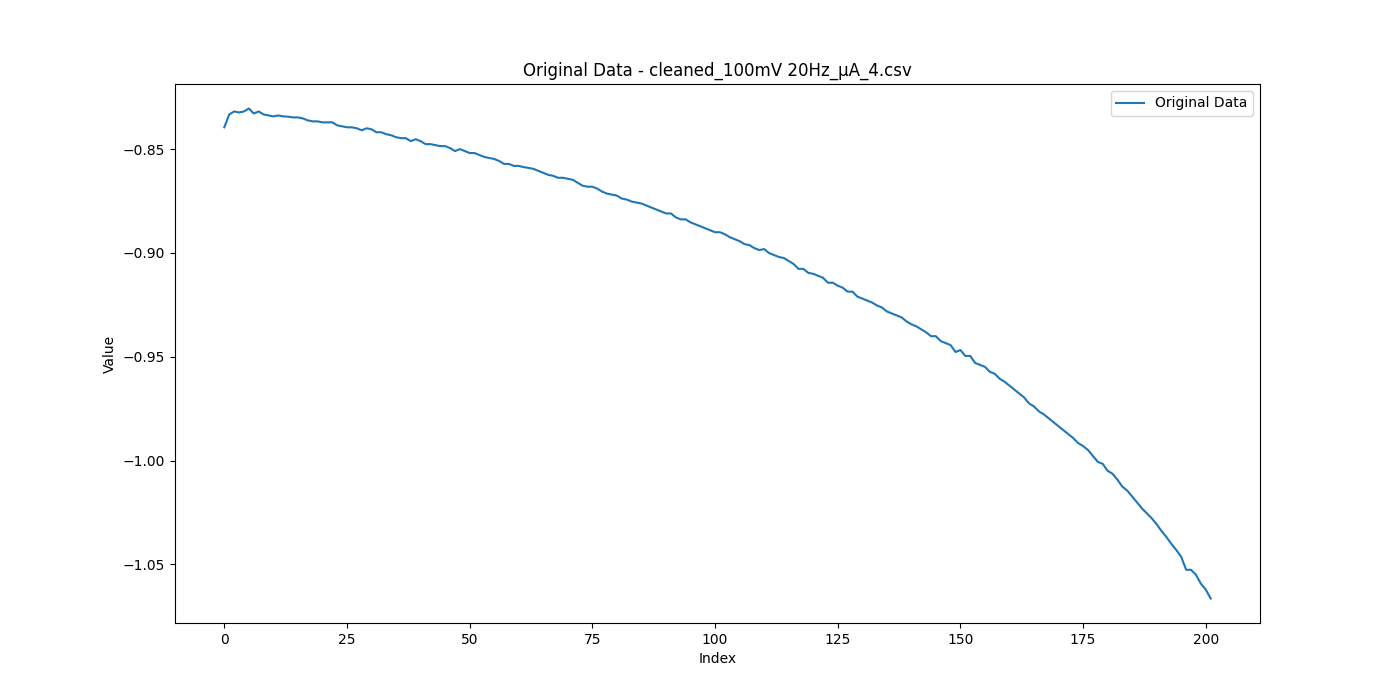 Original Data - cleaned_100mV 20Hz_μA_4.csv
Original Data
Value
−0.85
−0.90
−0.95
−1.00
−1.05
0 25 50 75 100 125 150 175 200
Index